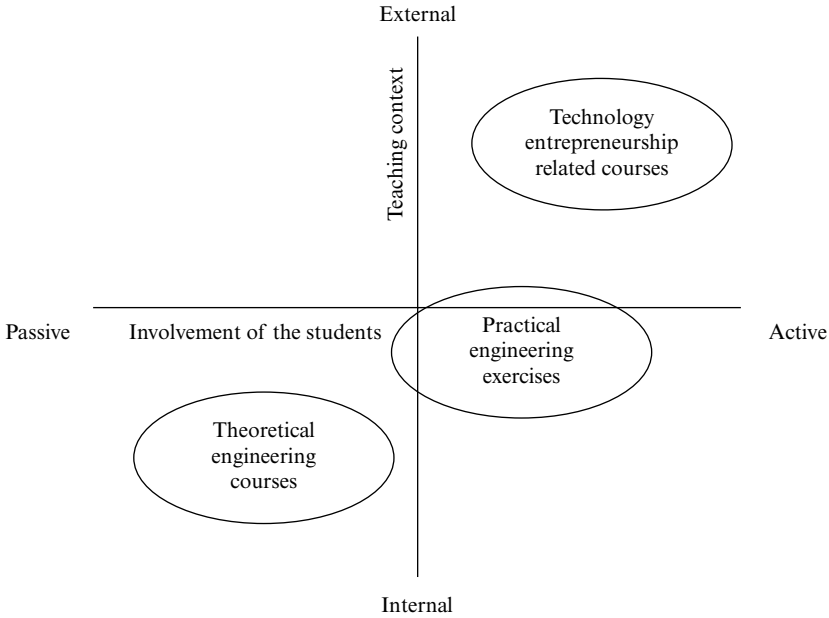 External
Teaching context
Technology
entrepreneurship
related courses
Passive
Involvement of the students
Practical
engineering
exercises
Active
Theoretical
engineering
courses
Internal